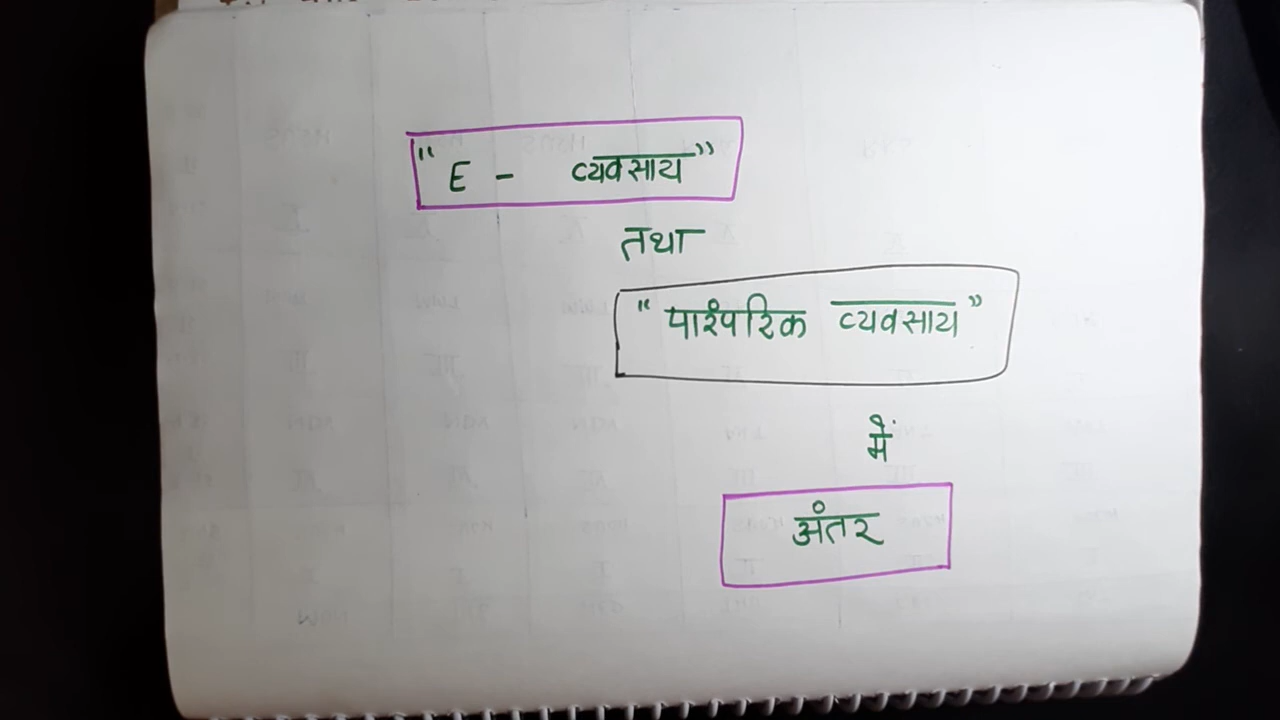 "E - व्यवसाय"
तथा
"पारंपरिक व्यवसाय"
में
अंतर